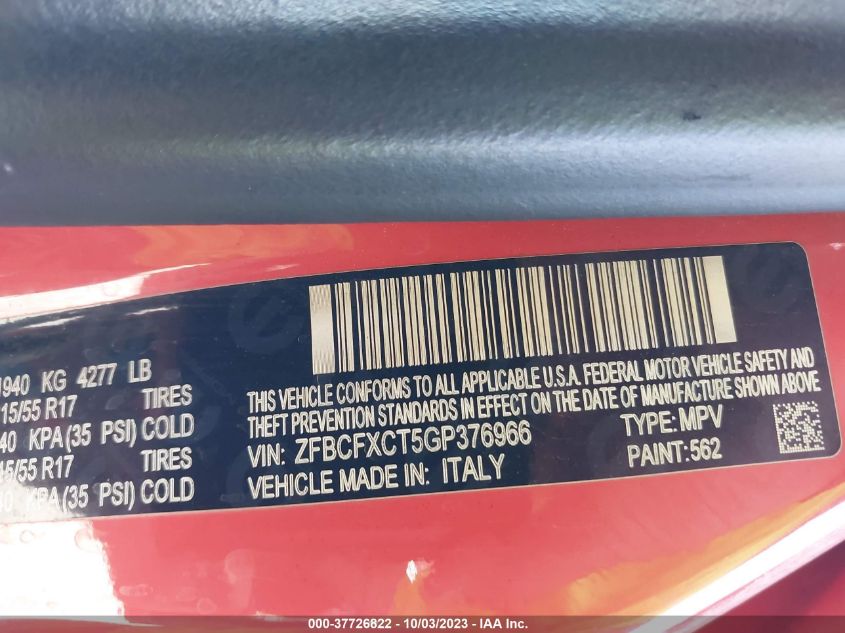 1940 KG 4277 LB
15/55 R17 TIRES
40 KPA (35 PSI) COLD
15/55 R17 TIRES
KPA (35 PSI) COLD
THIS VEHICLE CONFORMS TO ALL APPLICABLE U.S.A. FEDERAL MOTOR VEHICLE SAFETY AND
THEFT PREVENTION STANDARDS IN EFFECT ON THE DATE OF MANUFACTURE SHOWN ABOVE
VIN: ZFBCFXCT5GP376966 TYPE: MPV
VEHICLE MADE IN ITALY PAINT: 562
000-37726822 - 10/03/2023 - IAA Inc.